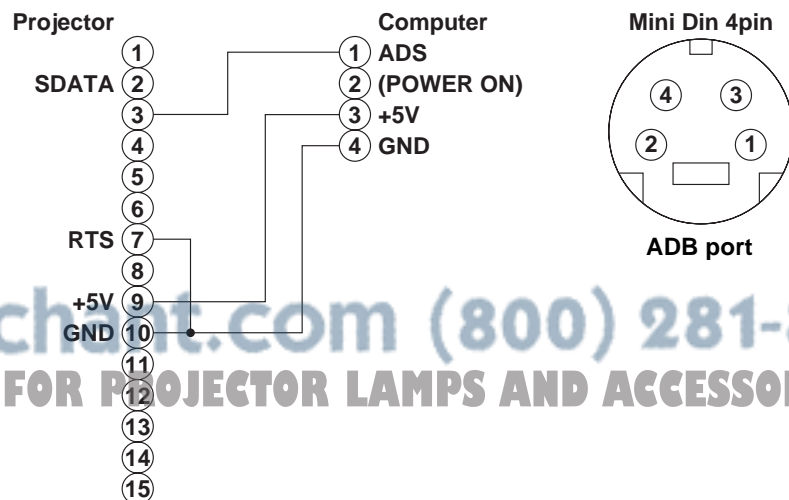 Projector Computer Mini Din 4pin
1 1 ADS
SDATA 2 2 (POWER ON)
3 3 +5V
4 4 GND
5
6
RTS 7
8
+5V 9
GND 10
11
12
13
14
15
4 3
2 1
ADB port
chant.com (800) 281-
FOR PROJECTOR LAMPS AND